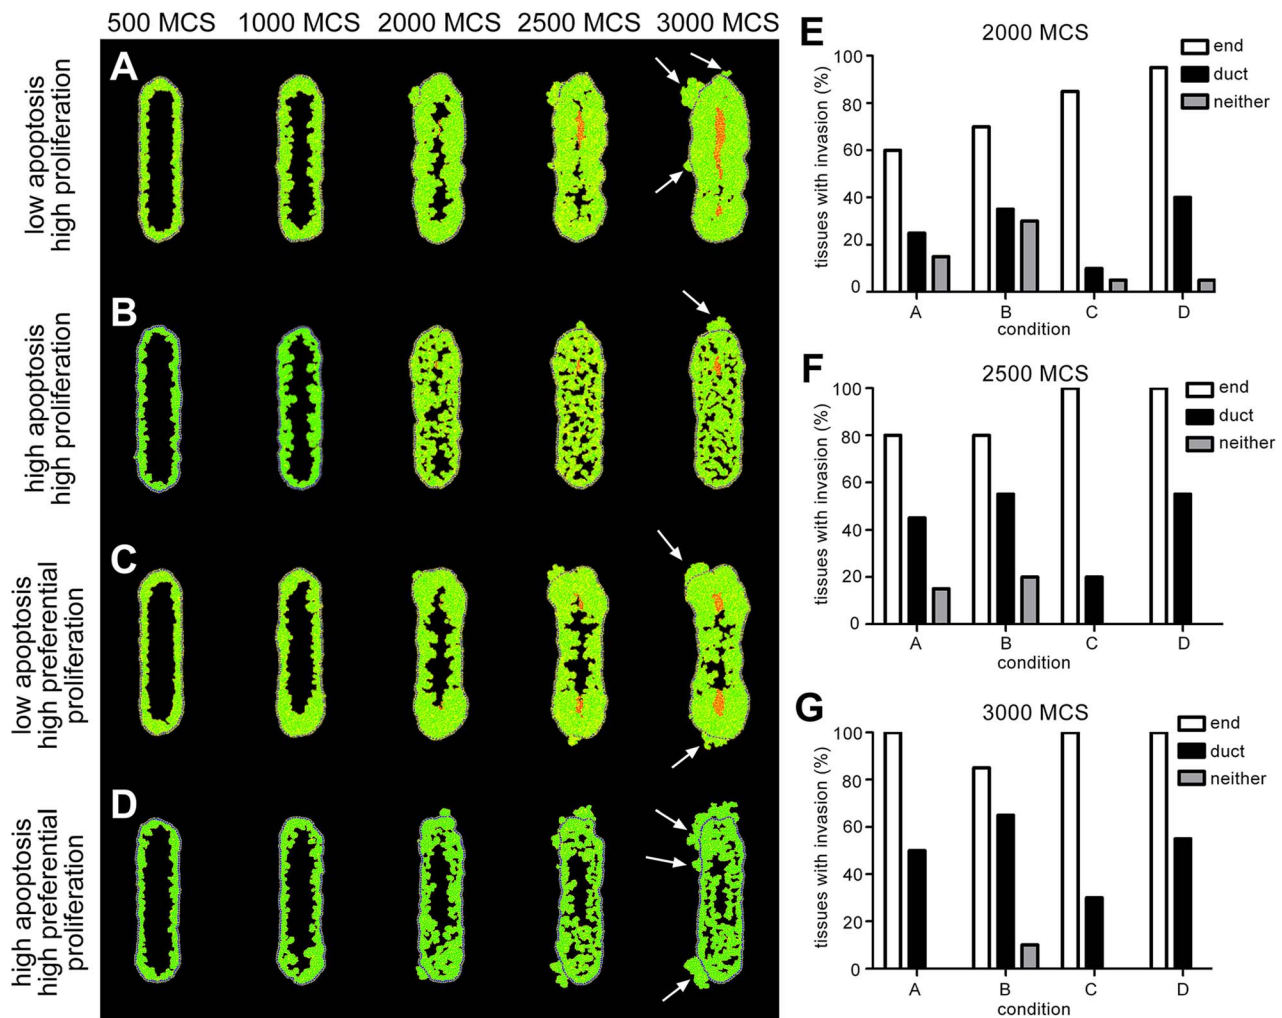 500 MCS 1000 MCS 2000 MCS 2500 MCS 3000 MCS
A
low apoptosis
high proliferation
B
high apoptosis
high proliferation
C
low apoptosis
high preferential
proliferation
D
high apoptosis
high preferential
proliferation
E
2000 MCS
end
duct
neither
tissues with invasion (%)
100
80
60
40
20
0
A B C D
condition
F
2500 MCS
end
duct
neither
tissues with invasion (%)
100
80
60
40
20
0
A B C D
condition
G
3000 MCS
end
duct
neither
tissues with invasion (%)
100
80
60
40
20
0
A B C D
condition